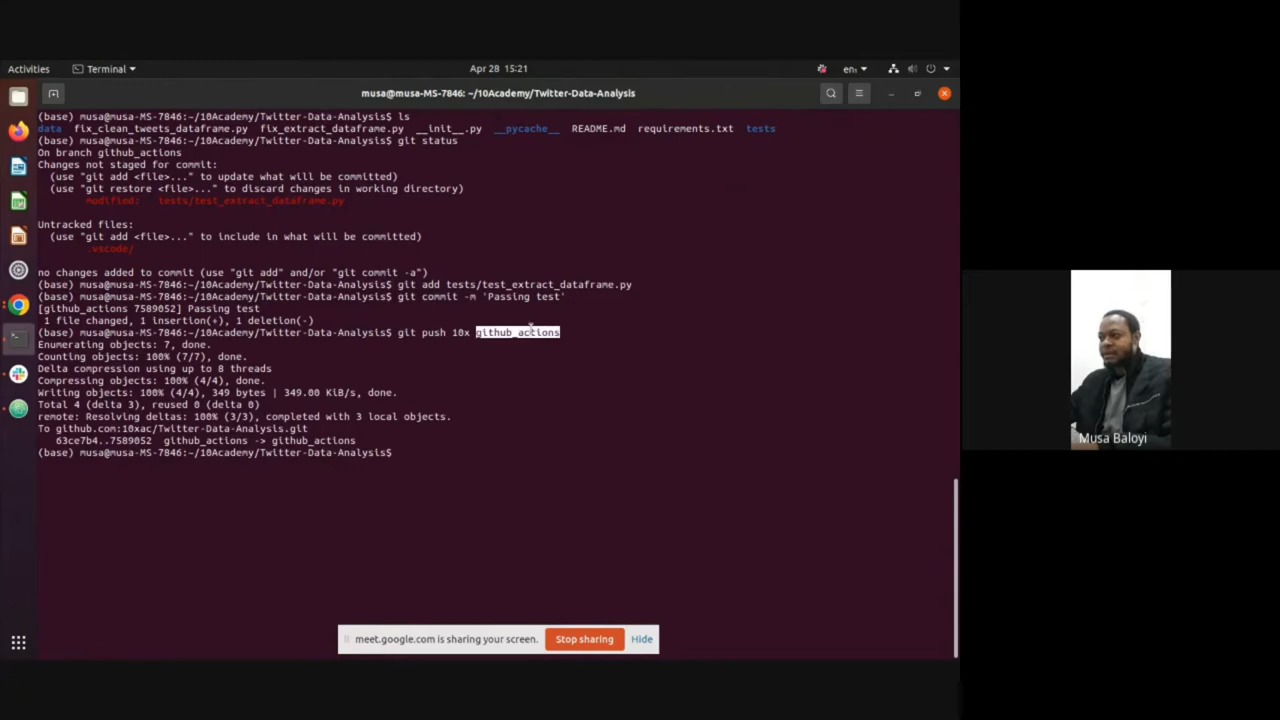 Activities
Terminal
Apr 28 15:21
en₁
musa@musa-MS-7846: ~/10Academy/Twitter-Data-Analysis
(base) musa@musa-MS-7846:~/10Academy/Twitter-Data-Analysis$ ls
data fix_clean_tweets_dataframe.py fix_extract_dataframe.py __init__.py __pycache__ README.md requirements.txt tests
(base) musa@musa-MS-7846:~/10Academy/Twitter-Data-Analysis$ git status
On branch github_actions
Changes not staged for commit:
(use "git add <file>..." to update what will be committed)
(use "git restore <file>..." to discard changes in working directory)
modified: tests/test_extract_dataframe.py
Untracked files:
(use "git add <file>..." to include in what will be committed)
.vscode/
no changes added to commit (use "git add" and/or "git commit -a")
(base) musa@musa-MS-7846:~/10Academy/Twitter-Data-Analysis$ git add tests/test_extract_dataframe.py
(base) musa@musa-MS-7846:~/10Academy/Twitter-Data-Analysis$ git commit -m 'Passing test'
[github_actions 7589052] Passing test
1 file changed, 1 insertion(+), 1 deletion(-)
(base) musa@musa-MS-7846:~/10Academy/Twitter-Data-Analysis$ git push 10x github_actions
Enumerating objects: 7, done.
Counting objects: 100% (7/7), done.
Delta compression using up to 8 threads
Compressing objects: 100% (4/4), done.
Writing objects: 100% (4/4), 349 bytes | 349.00 KiB/s, done.
Total 4 (delta 3), reused 0 (delta 0)
remote: Resolving deltas: 100% (3/3), completed with 3 local objects.
To github.com:10xac/Twitter-Data-Analysis.git
63ce7b4..7589052 github_actions -> github_actions
(base) musa@musa-MS-7846:~/10Academy/Twitter-Data-Analysis$
Musa Baloyi
meet.google.com is sharing your screen.
Stop sharing
Hide